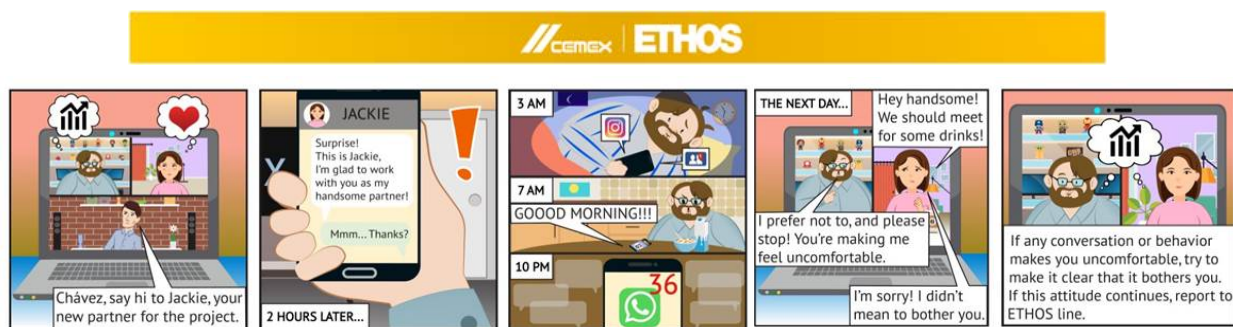 CEMEX | ETHOS
Chávez, say hi to Jackie, your
new partner for the project.
JACKIE
Surprise!
This is Jackie,
I'm glad to work
with you as my
handsome partner!
Mmm... Thanks?
X
2 HOURS LATER...
3 AM
7 AM
GOOOD MORNING!!!
10 PM
36
THE NEXT DAY...
Hey handsome!
We should meet
for some drinks!
I prefer not to, and please
stop! You're making me
feel uncomfortable.
I'm sorry! I didn't
mean to bother you.
If any conversation or behavior
makes you uncomfortable, try to
make it clear that it bothers you.
If this attitude continues, report to
ETHOS line.